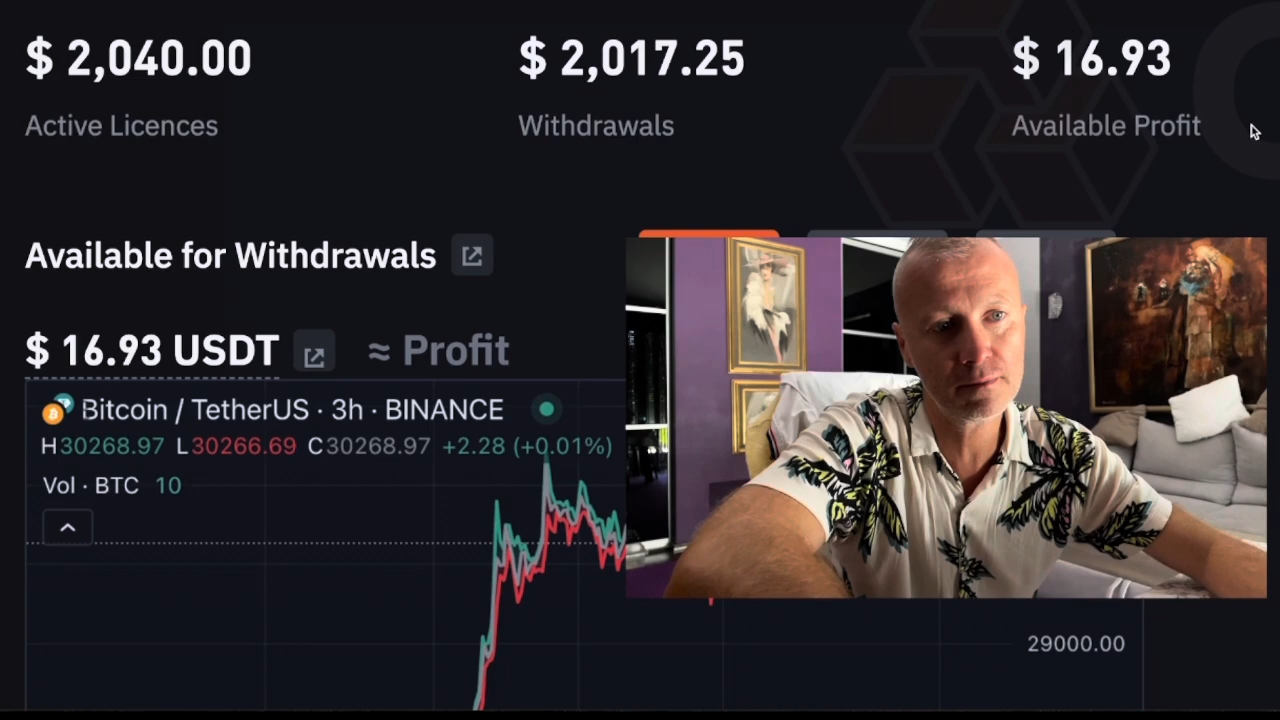 $ 2,040.00
$ 2,017.25
$ 16.93
Active Licences
Withdrawals
Available Profit
Available for Withdrawals
$ 16.93 USDT
≈ Profit
Bitcoin / TetherUS · 3h · BINANCE
H30268.97 L30266.69 C30268.97 +2.28 (+0.01%)
Vol · BTC 10
29000.00